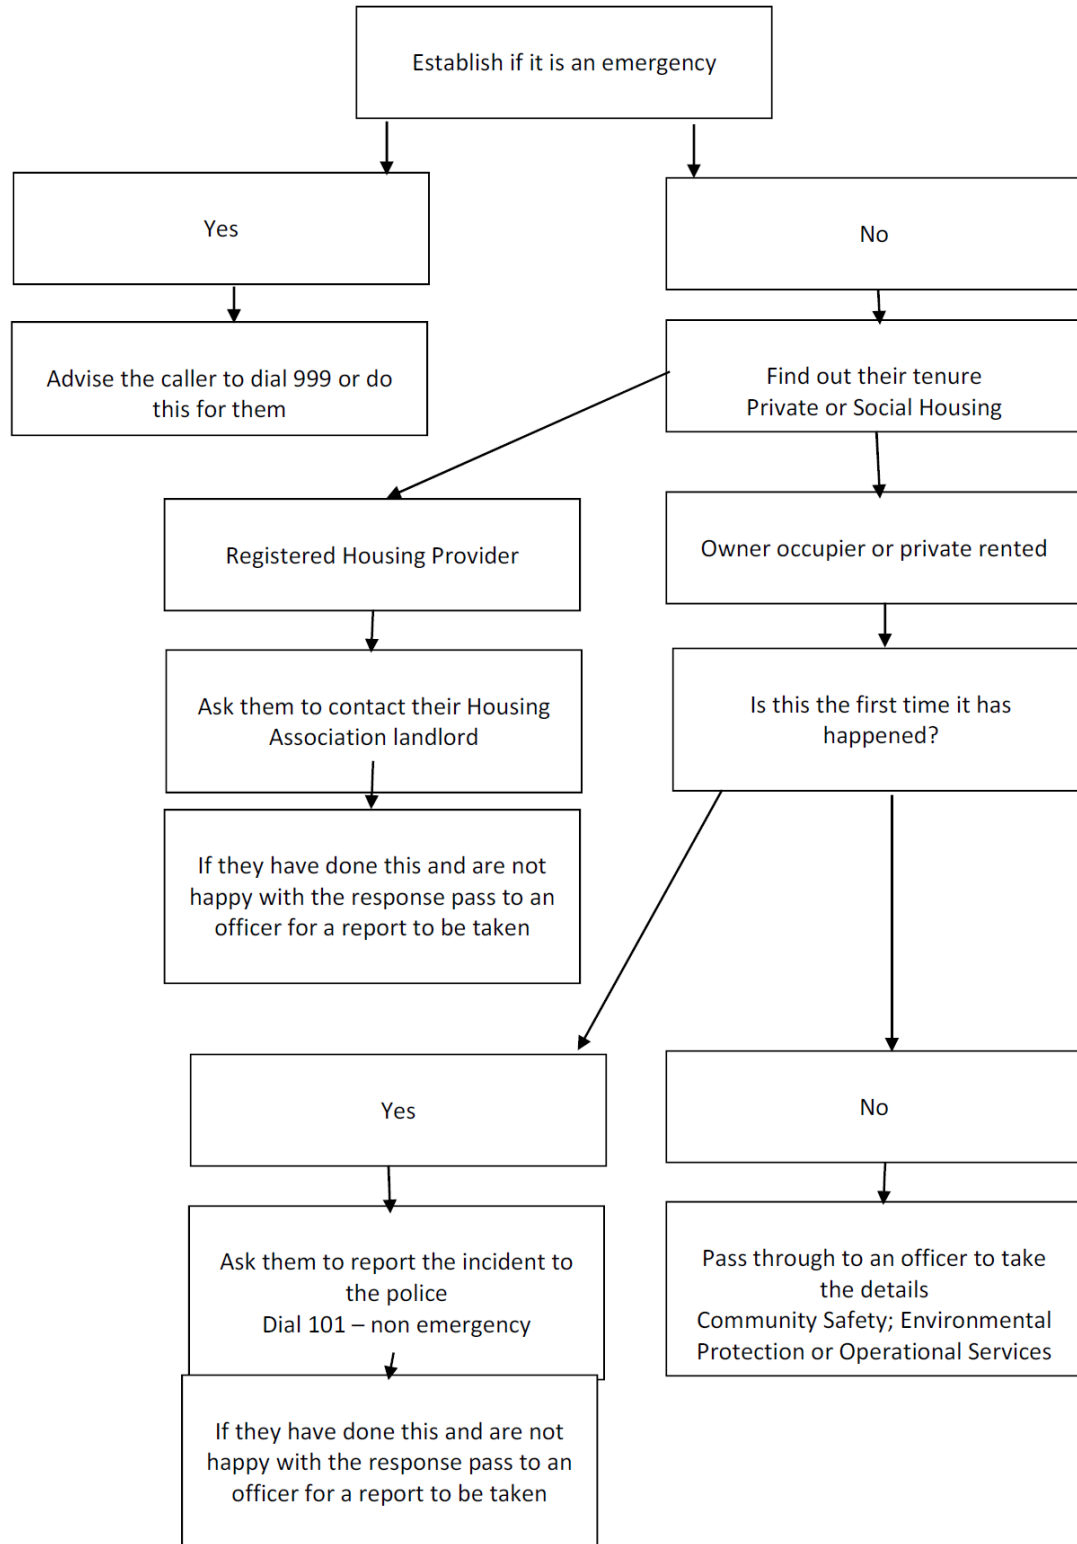 Establish if it is an emergency
Yes
No
Advise the caller to dial 999 or do
this for them
Find out their tenure
Private or Social Housing
Registered Housing Provider
Owner occupier or private rented
Ask them to contact their Housing
Association landlord
Is this the first time it has
happened?
If they have done this and are not
happy with the response pass to an
officer for a report to be taken
Yes
No
Ask them to report the incident to
the police
Dial 101 – non emergency
Pass through to an officer to take
the details
Community Safety; Environmental
Protection or Operational Services
If they have done this and are not
happy with the response pass to an
officer for a report to be taken